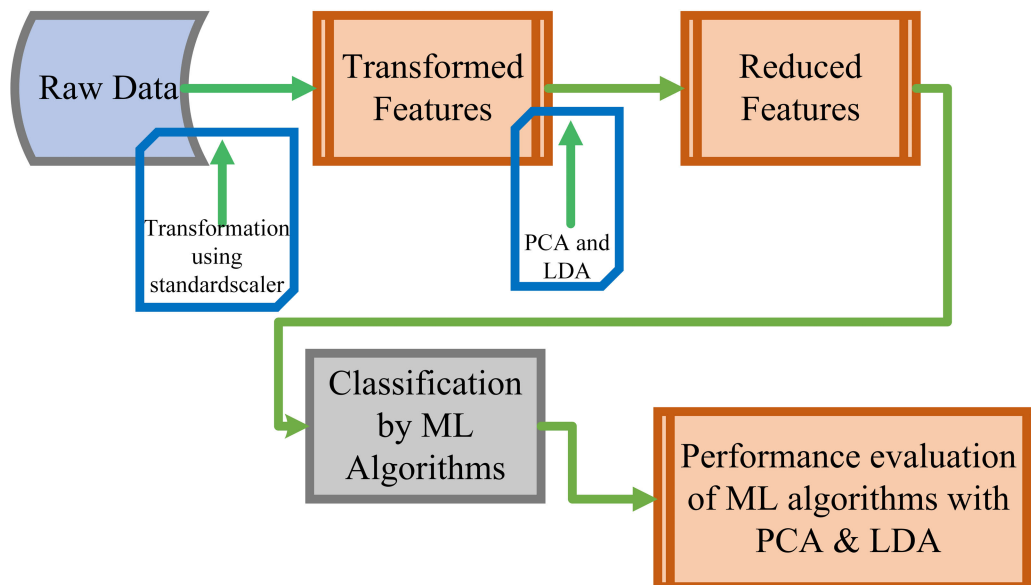 Raw Data
Transformed
Features
Reduced
Features
Transformation
using
standardscaler
PCA and
LDA
Classification
by ML
Algorithms
Performance evaluation
of ML algorithms with
PCA & LDA